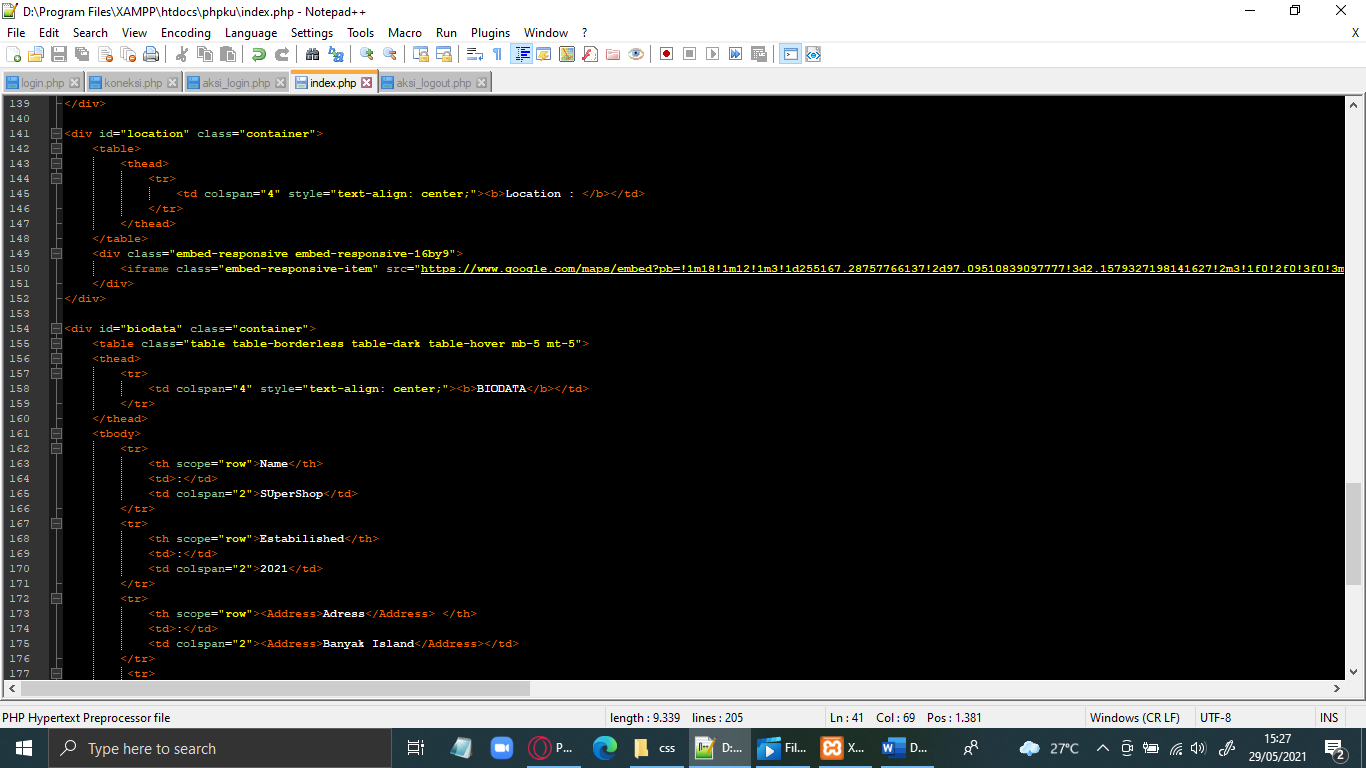 D:\Program Files\XAMPP\htdocs\phpku\index.php - Notepad++
File Edit Search View Encoding Language Settings Tools Macro Run Plugins Window ? X
login.php koneksi.php aksi_login.php index.php aksi_logout.php
139 </div>
140
141 <div id="location" class="container">
142 <table>
143 <thead>
144 <tr>
145 <td colspan="4" style="text-align: center;"><b>Location : </b></td>
146 </tr>
147 </thead>
148 </table>
149 <div class="embed-responsive embed-responsive-16by9">
150 <iframe class="embed-responsive-item" src="https://www.google.com/maps/embed?pb=!1m18!1m12!1m3!1d255167.28757766137!2d97.09510839097777!3d2.1579327198141627!2m3!1f0!2f0!3f0!3m
151 </div>
152 </div>
153
154 <div id="biodata" class="container">
155 <table class="table table-borderless table-dark table-hover mb-5 mt-5">
156 <thead>
157 <tr>
158 <td colspan="4" style="text-align: center;"><b>BIODATA</b></td>
159 </tr>
160 </thead>
161 <tbody>
162 <tr>
163 <th scope="row">Name</th>
164 <td>:</td>
165 <td colspan="2">SUperShop</td>
166 </tr>
167 <tr>
168 <th scope="row">Estabilished</th>
169 <td>:</td>
170 <td colspan="2">2021</td>
171 </tr>
172 <tr>
173 <th scope="row"><Address>Adress</Address> </th>
174 <td>:</td>
175 <td colspan="2"><Address>Banyak Island</Address></td>
176 </tr>
177 <tr>
PHP Hypertext Preprocessor file length : 9.339 lines : 205 Ln : 41 Col : 69 Pos : 1.381 Windows (CR LF) UTF-8 INS
Type here to search P... css D:... Fil... X... D... 27°C 15:27
29/05/2021 2